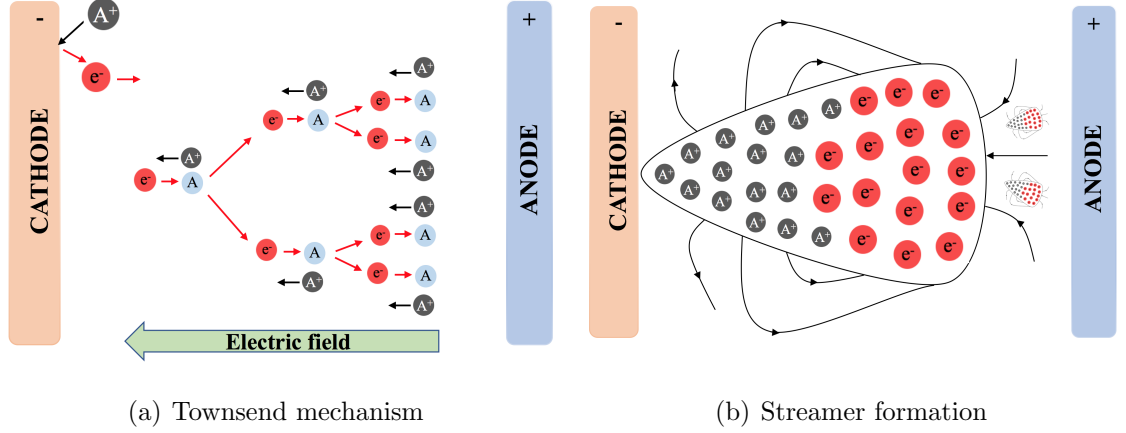 -
A⁺
CATHODE
e⁻
+
ANODE
A⁺
A⁺
e⁻ A
e⁻ A
e⁻ A
A⁺
A⁺
e⁻ A
A⁺
e⁻ A
e⁻ A
A⁺
e⁻ A
A⁺
Electric field
(a) Townsend mechanism
-
CATHODE
+
ANODE
e⁻ e⁻ e⁻
A⁺ A⁺ A⁺ A⁺ e⁻ e⁻
A⁺ A⁺ A⁺ A⁺ e⁻ e⁻
A⁺ e⁻ e⁻
A⁺ A⁺ A⁺ A⁺ e⁻ e⁻ e⁻ e⁻
A⁺ A⁺ A⁺ e⁻ e⁻ e⁻
(b) Streamer formation